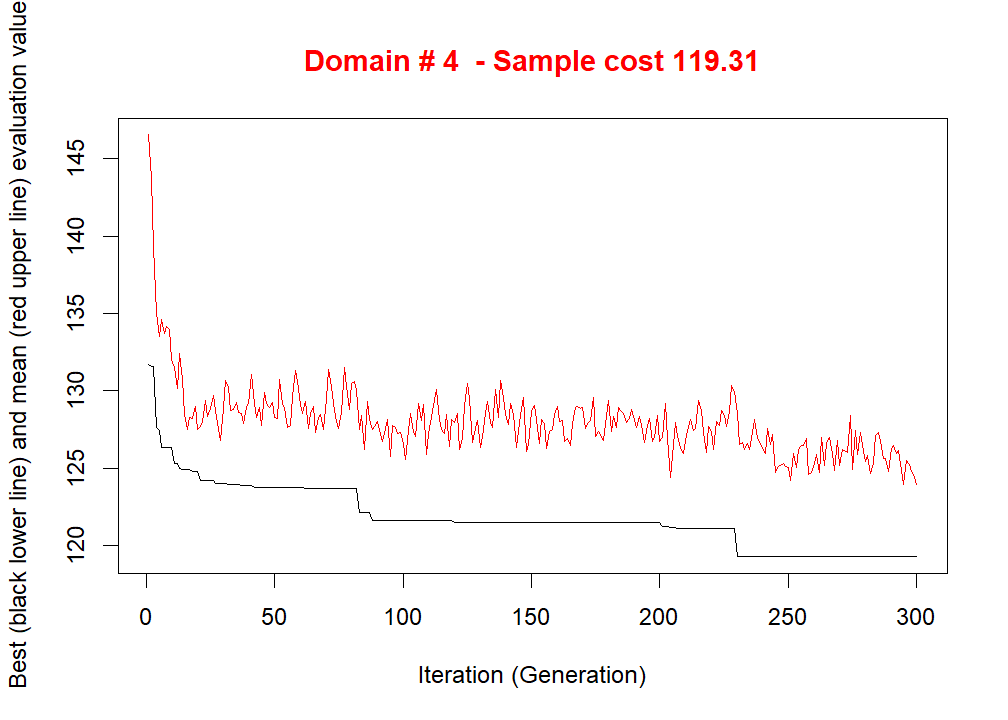 Domain # 4  - Sample cost 119.31
Best (black lower line) and mean (red upper line) evaluation value
145
140
135
130
125
120
0 50 100 150 200 250 300
Iteration (Generation)